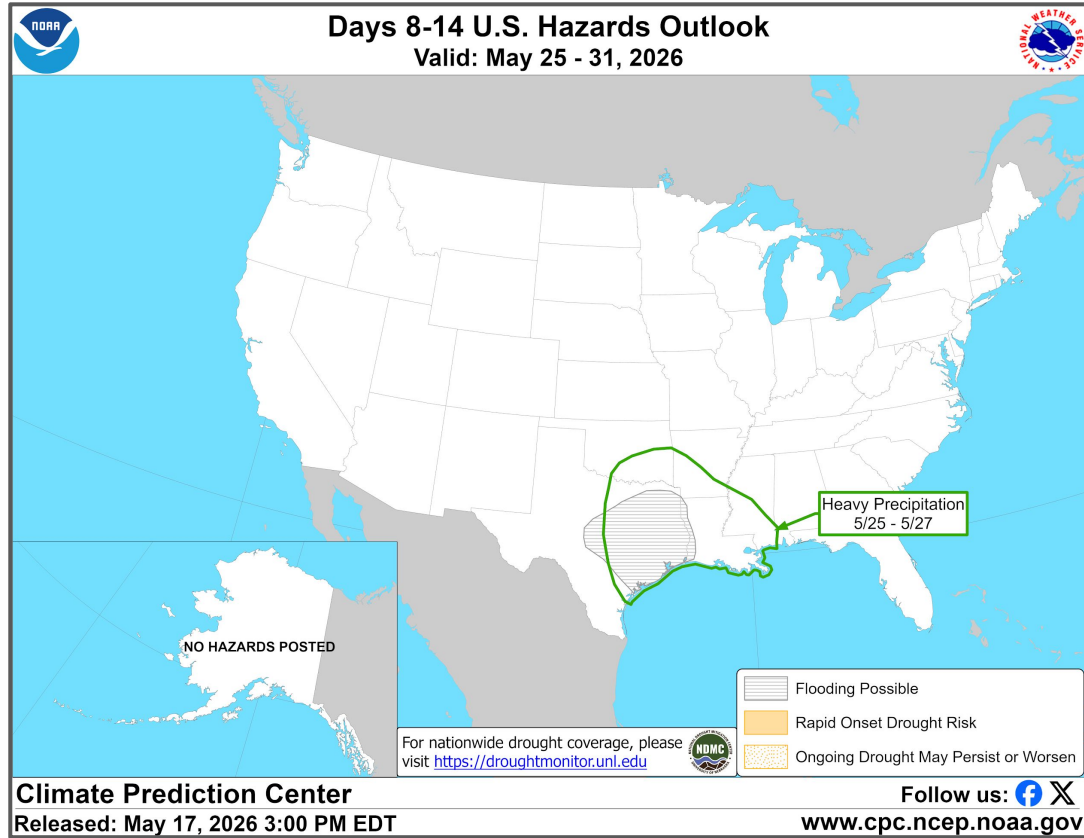 NOAA
Days 8-14 U.S. Hazards Outlook
Valid: May 25 - 31, 2026
NATIONAL WEATHER SERVICE
Heavy Precipitation
5/25 - 5/27
NO HAZARDS POSTED
For nationwide drought coverage, please
visit https://droughtmonitor.unl.edu
NDMC
Flooding Possible
Rapid Onset Drought Risk
Ongoing Drought May Persist or Worsen
Climate Prediction Center
Follow us:
Released: May 17, 2026 3:00 PM EDT
www.cpc.ncep.noaa.gov